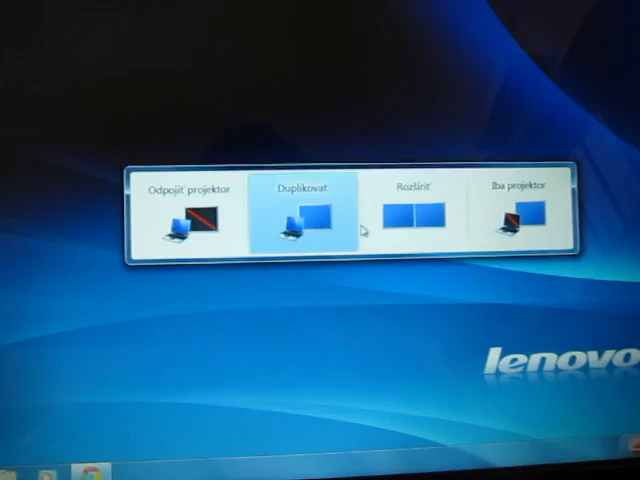 Odpojiť projektor
Duplikovať
Rozšíriť
Iba projektor
lenovo